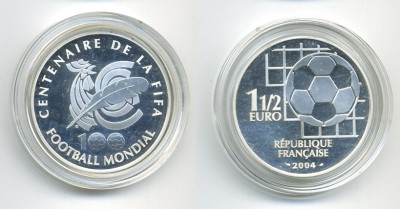 CENTENAIRE DE LA FIFA
100
FOOTBALL MONDIAL
1 1/2
EURO
RÉPUBLIQUE
FRANÇAISE
2004